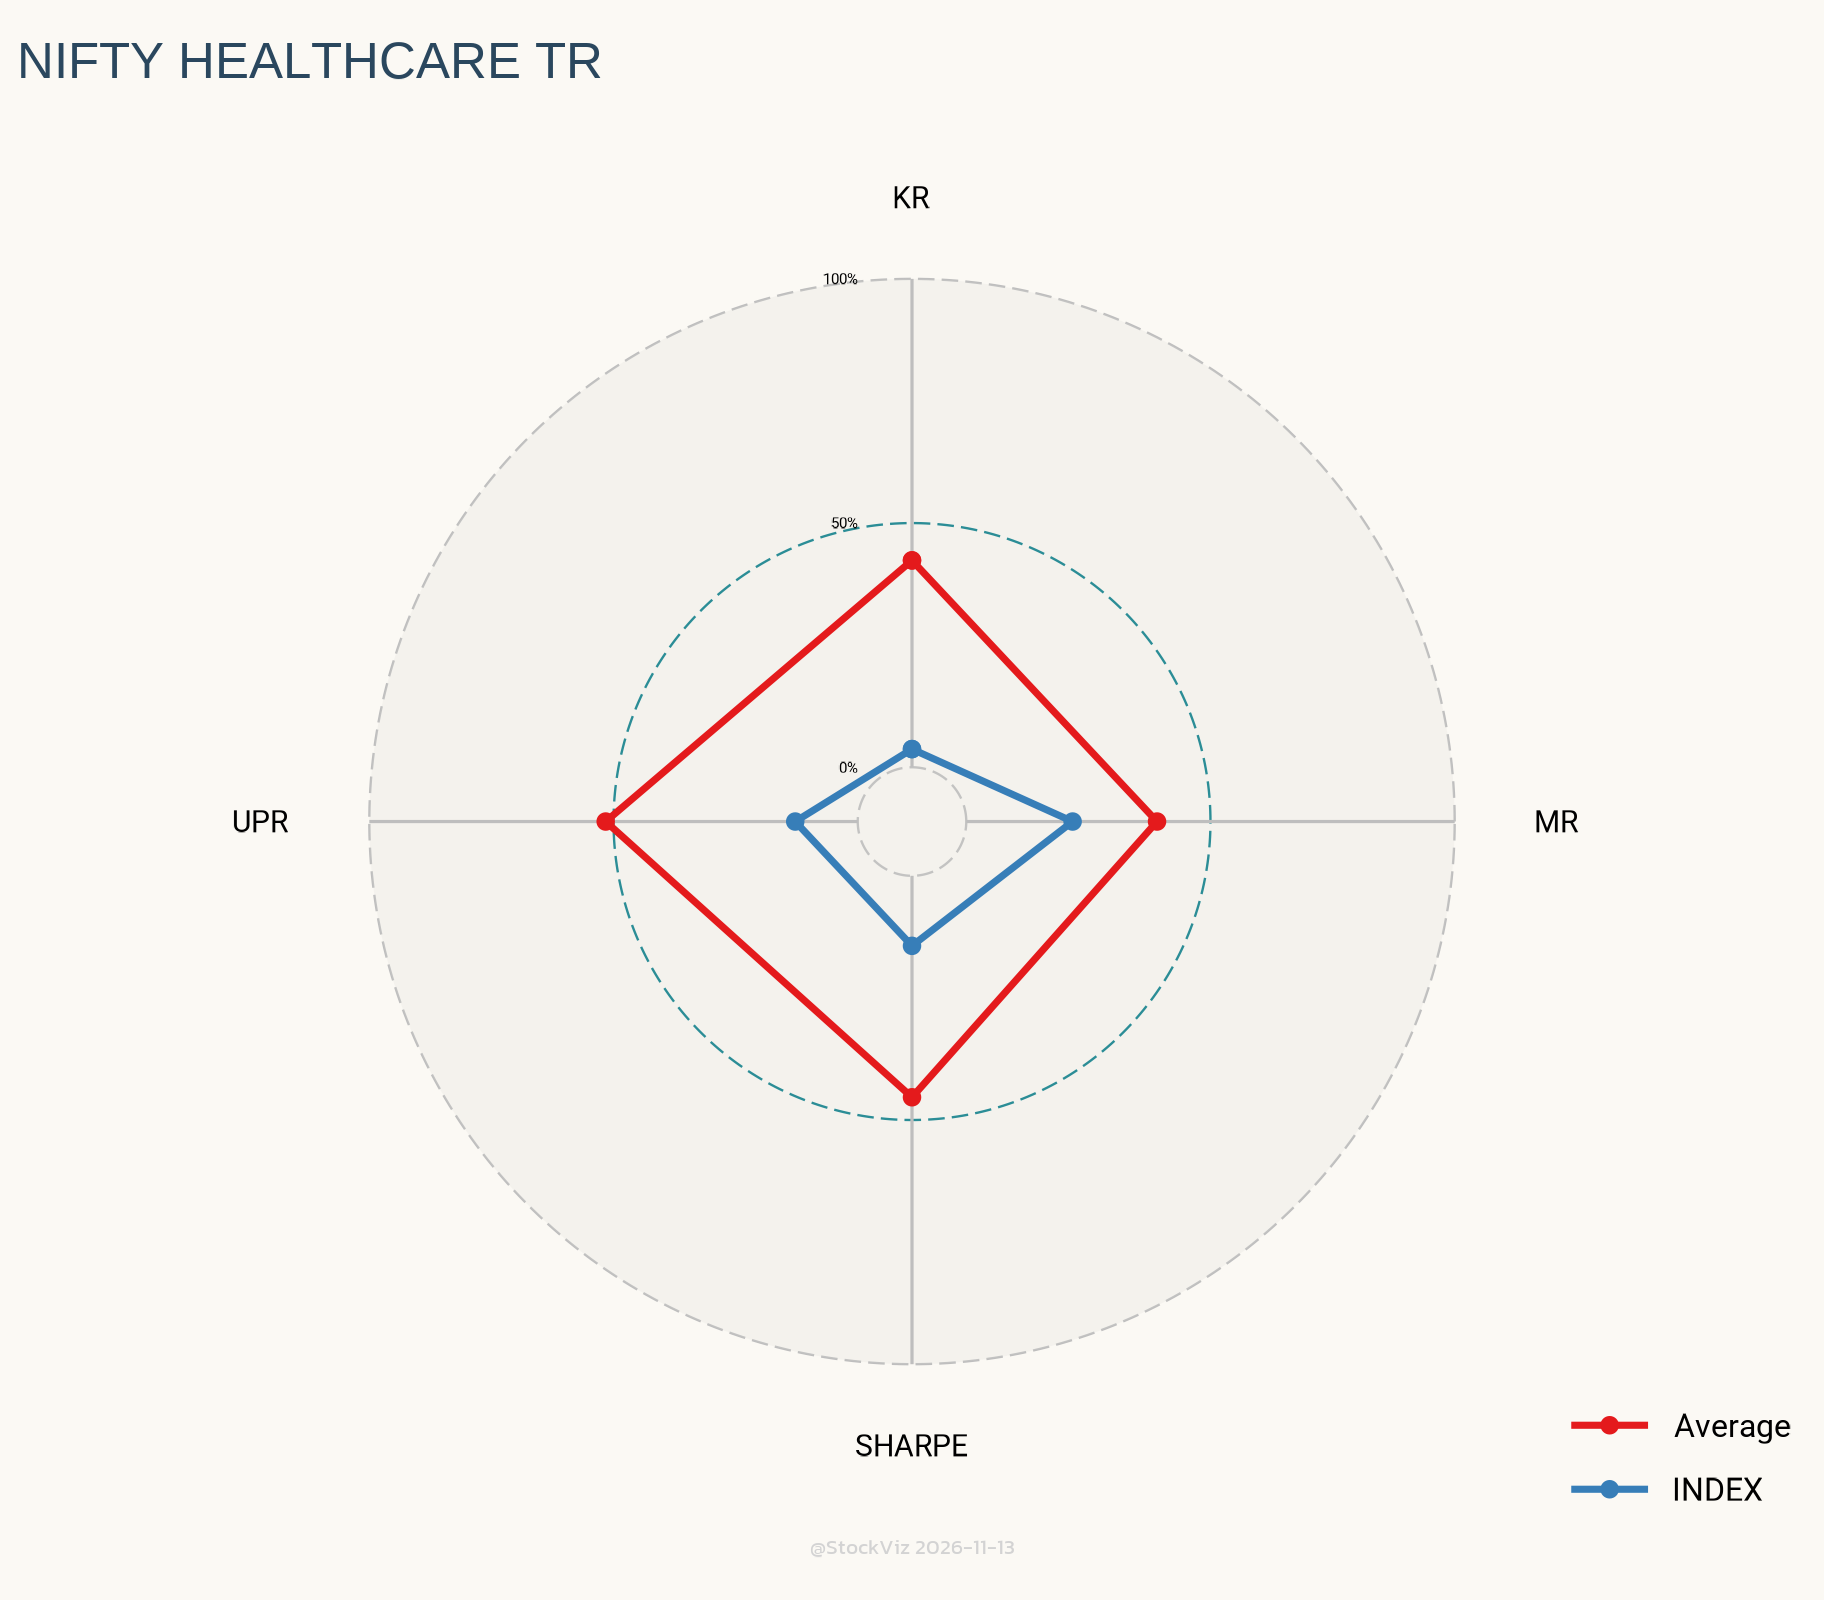 NIFTY HEALTHCARE TR
KR
100%
50%
0%
UPR
MR
SHARPE
Average
INDEX
@StockViz 2026-11-13